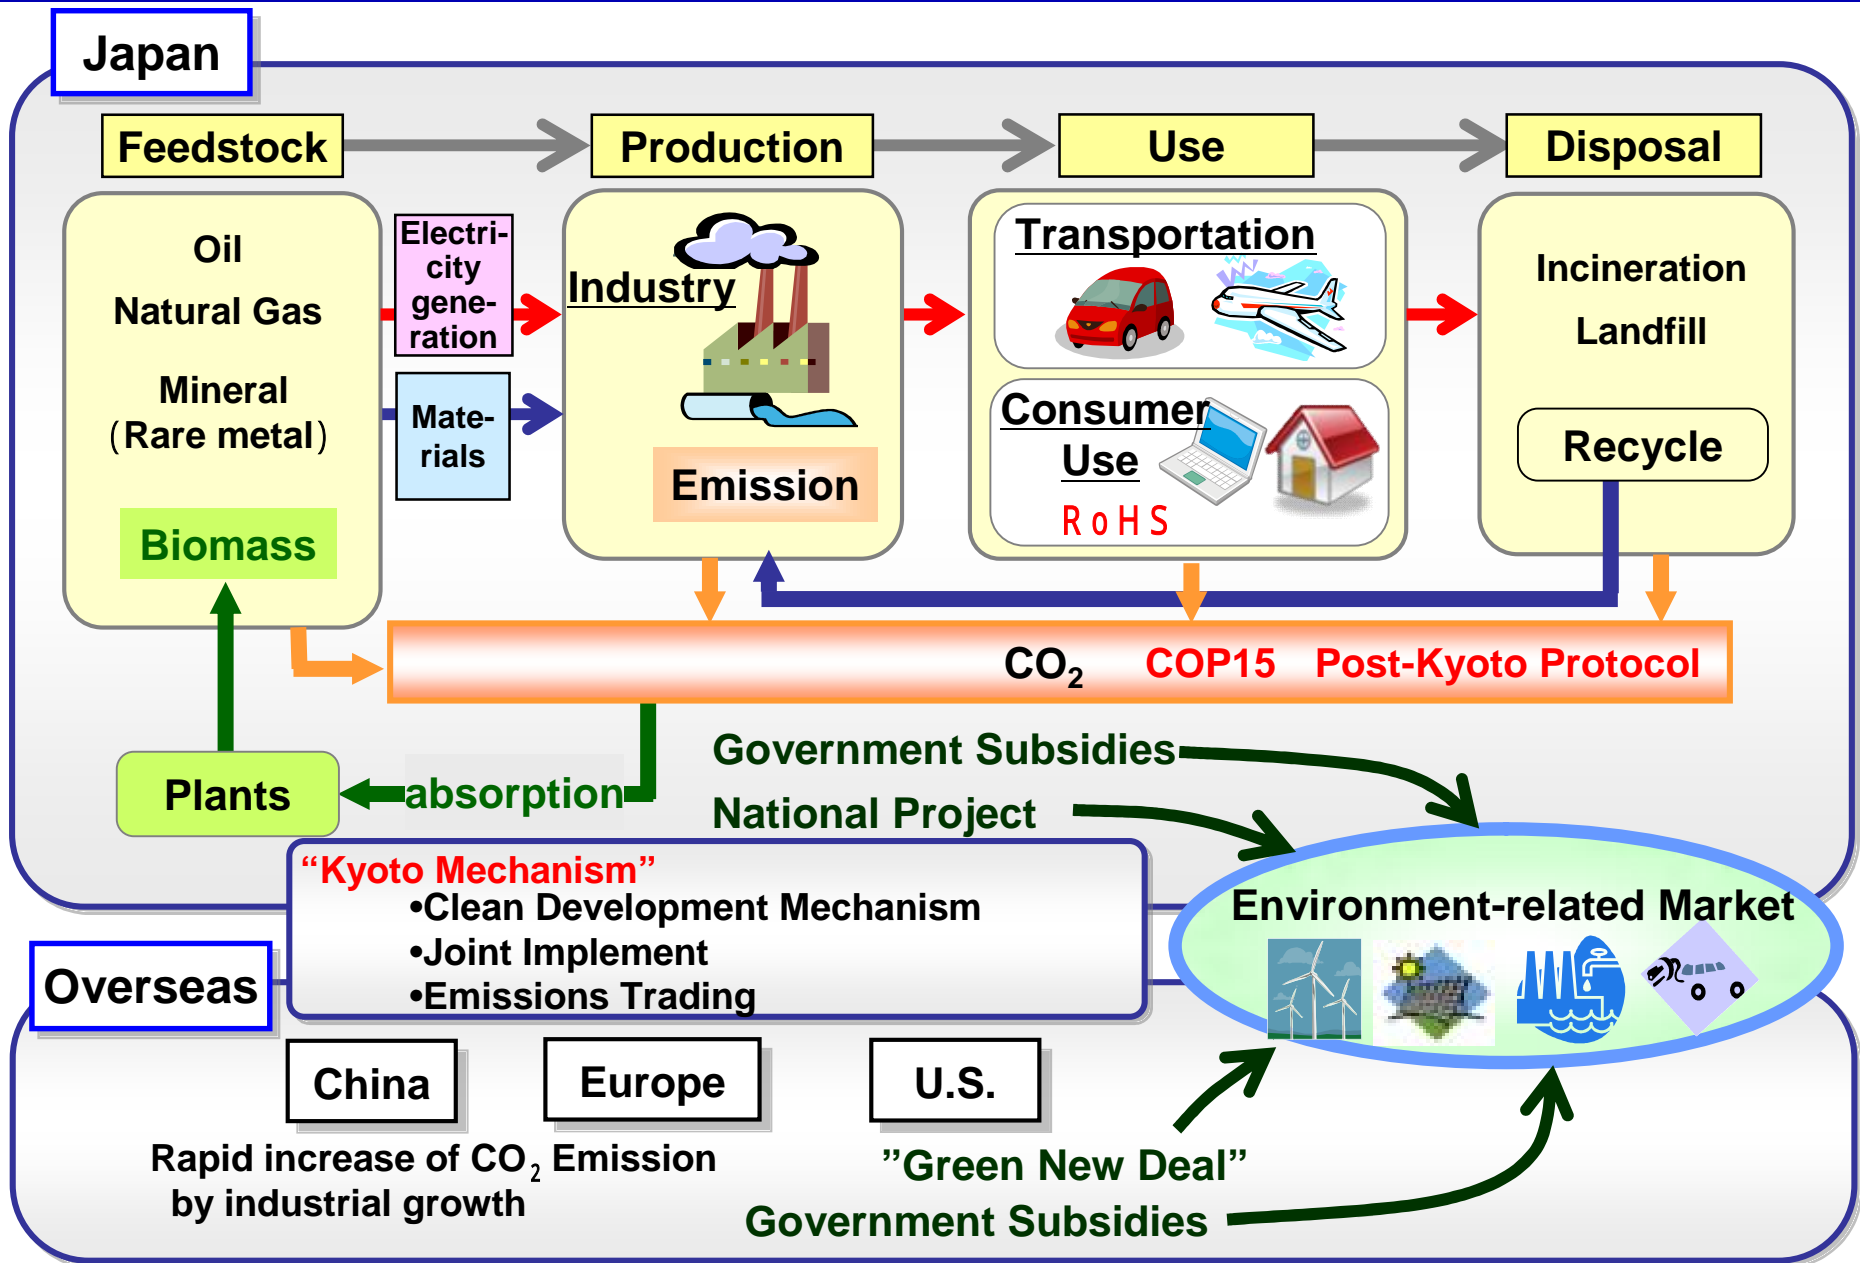 Japan
Feedstock
Production
Use
Disposal
Oil
Natural Gas
Mineral
(Rare metal)
Biomass
Electri-
city
gene-
ration
Mate-
rials
Industry
Emission
Transportation
Consumer
Use
RoHS
Incineration
Landfill
Recycle
CO₂ COP15 Post-Kyoto Protocol
Plants
absorption
Government Subsidies
National Project
“Kyoto Mechanism”
•Clean Development Mechanism
•Joint Implement
•Emissions Trading
Environment-related Market
Overseas
China
Europe
U.S.
Rapid increase of CO₂ Emission
by industrial growth
”Green New Deal”
Government Subsidies